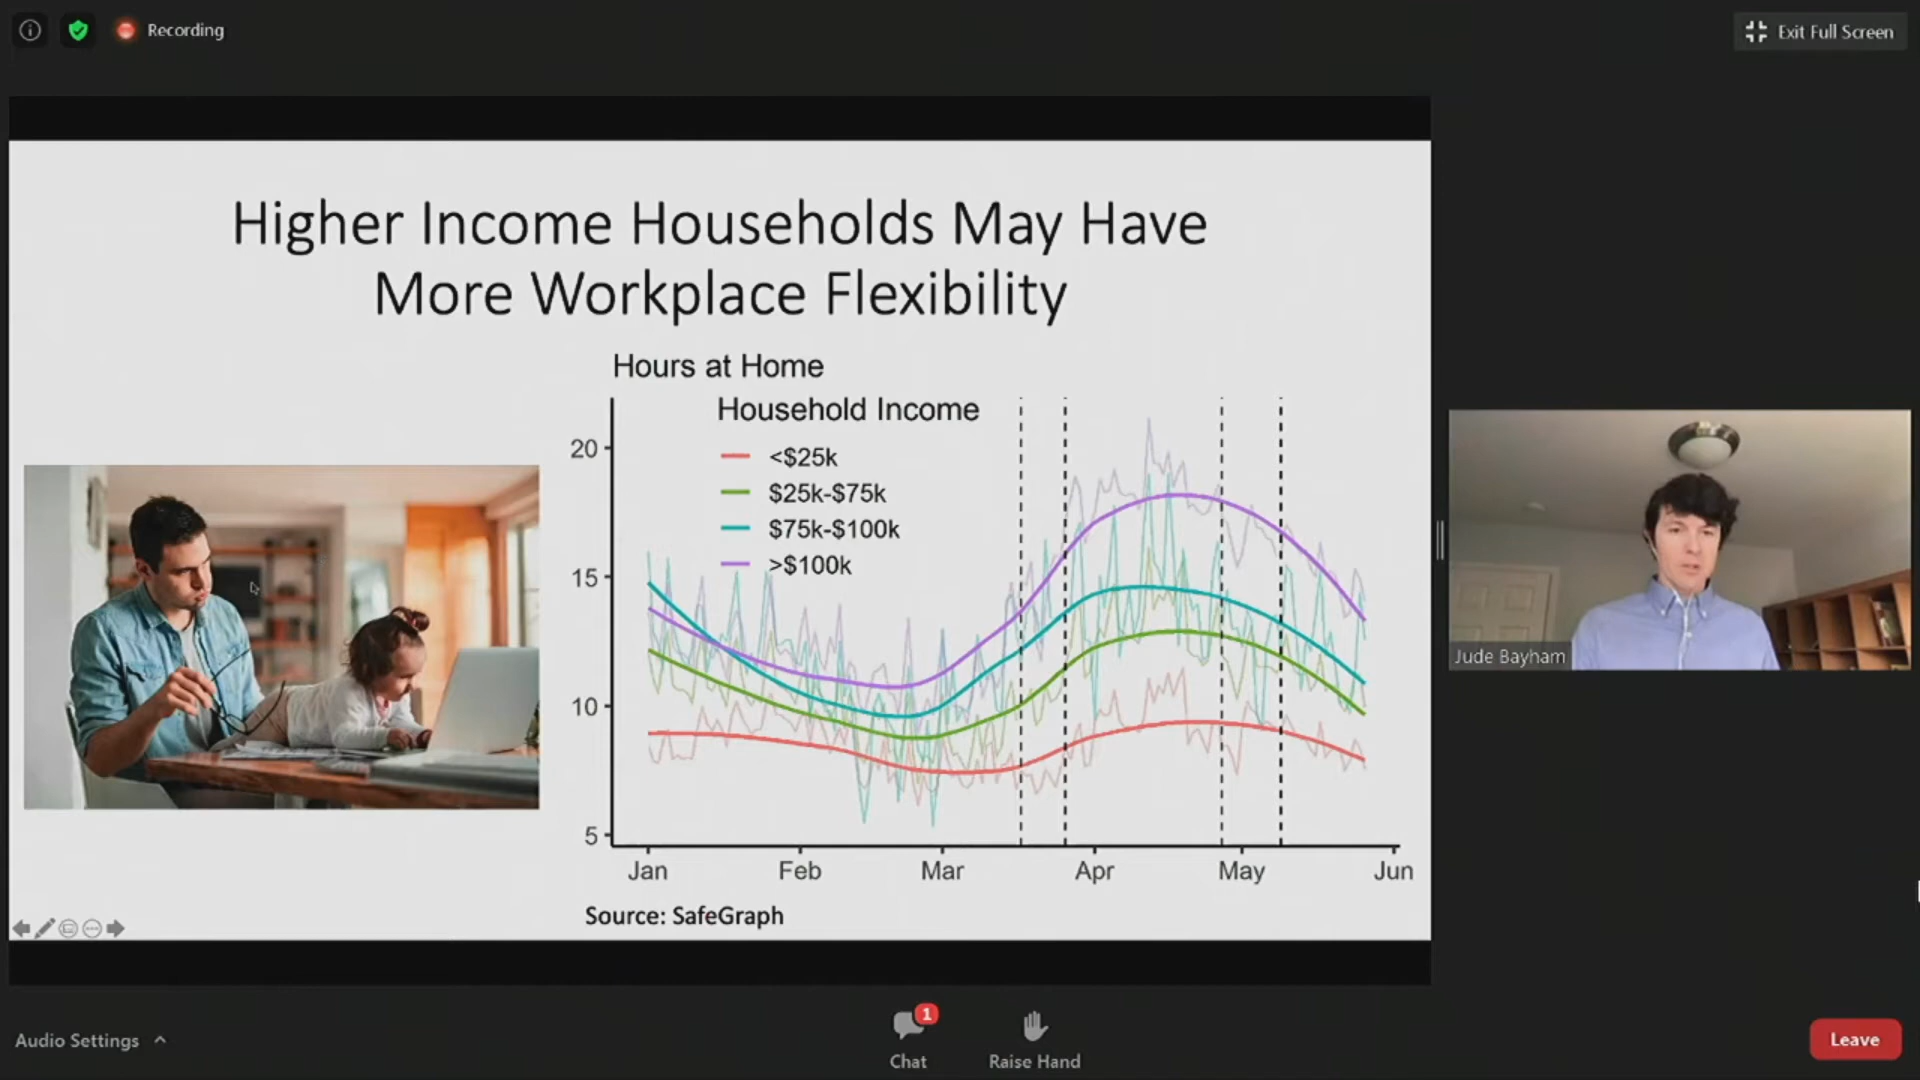 Recording
Exit Full Screen
Higher Income Households May Have
More Workplace Flexibility
Hours at Home
Household Income
<$25k
$25k-$75k
$75k-$100k
>$100k
20
15
10
5
Jan Feb Mar Apr May Jun
Source: SafeGraph
Jude Bayham
Audio Settings
1
Chat
Raise Hand
Leave